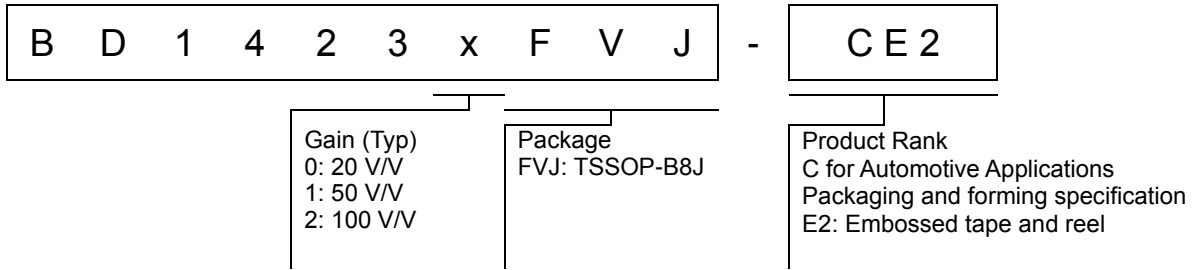 B D 1 4 2 3 x F V J - C E 2
Gain (Typ)
0: 20 V/V
1: 50 V/V
2: 100 V/V
Package
FVJ: TSSOP-B8J
Product Rank
C for Automotive Applications
Packaging and forming specification
E2: Embossed tape and reel